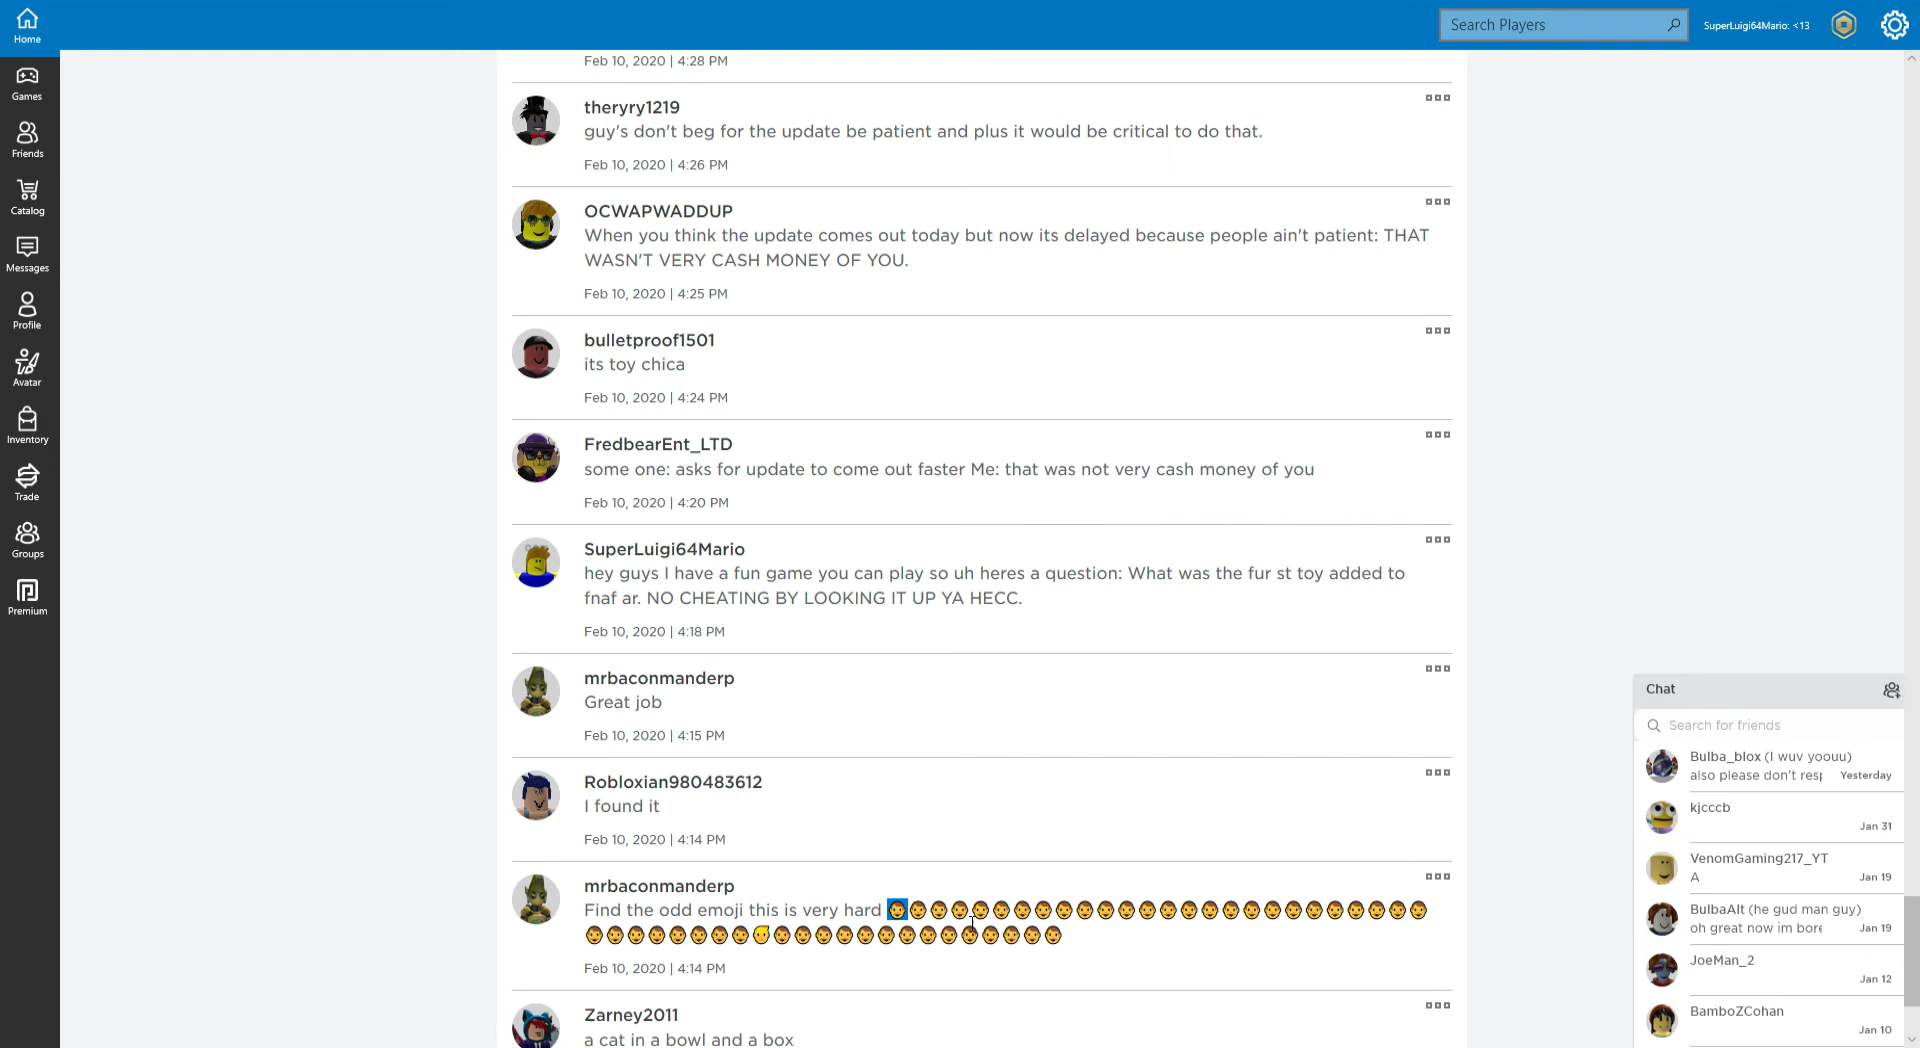 Home
Search Players
SuperLuigi64Mario: <13
Games
Friends
Catalog
Messages
Profile
Avatar
Inventory
Trade
Groups
Premium
Feb 10, 2020 | 4:28 PM
theryry1219
guy's don't beg for the update be patient and plus it would be critical to do that.
Feb 10, 2020 | 4:26 PM
OCWAPWADDUP
When you think the update comes out today but now its delayed because people ain't patient: THAT
WASN'T VERY CASH MONEY OF YOU.
Feb 10, 2020 | 4:25 PM
bulletproof1501
its toy chica
Feb 10, 2020 | 4:24 PM
FredbearEnt_LTD
some one: asks for update to come out faster Me: that was not very cash money of you
Feb 10, 2020 | 4:20 PM
SuperLuigi64Mario
hey guys I have a fun game you can play so uh heres a question: What was the fur st toy added to
fnaf ar. NO CHEATING BY LOOKING IT UP YA HECC.
Feb 10, 2020 | 4:18 PM
mrbaconmanderp
Great job
Feb 10, 2020 | 4:15 PM
Robloxian980483612
I found it
Feb 10, 2020 | 4:14 PM
mrbaconmanderp
Find the odd emoji this is very hard
Feb 10, 2020 | 4:14 PM
Zarney2011
a cat in a bowl and a box
Chat
Search for friends
Bulba_blox (I wuv yoouu)
also please don't resp Yesterday
kjcccb
Jan 31
VenomGaming217_YT
A Jan 19
BulbaAlt (he gud man guy)
oh great now im bore Jan 19
JoeMan_2
Jan 12
BamboZCohan
Jan 10